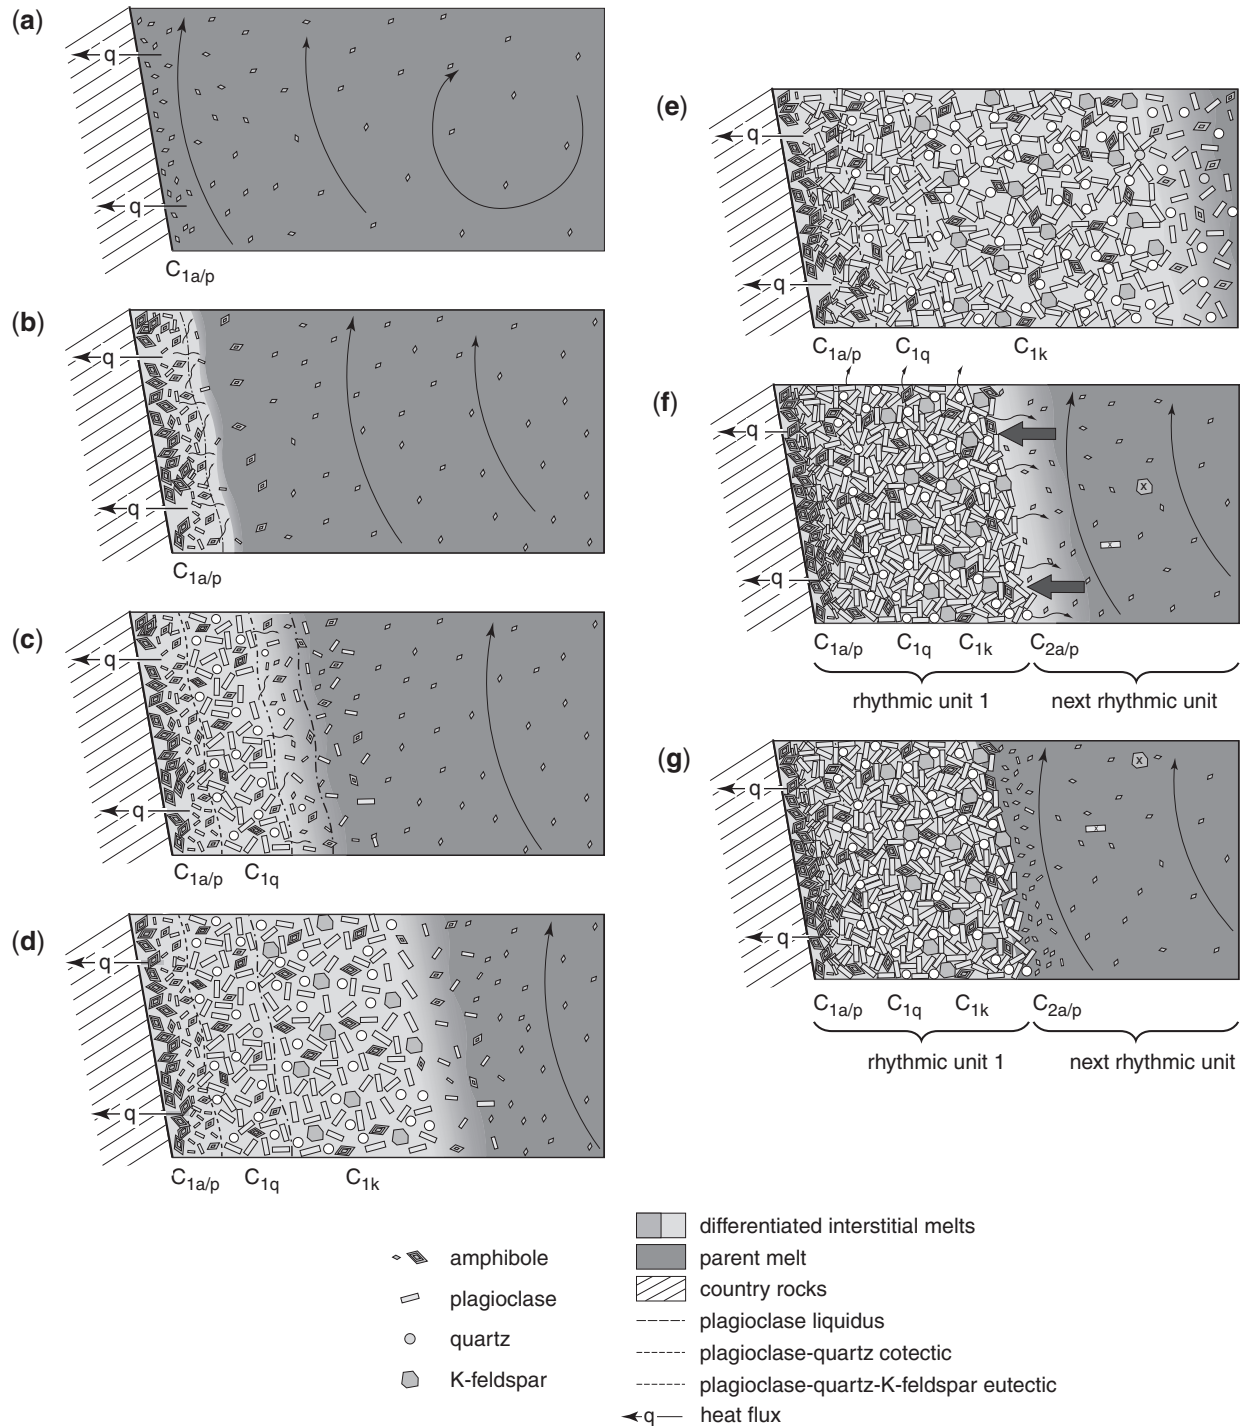 (a)
q
q
C1a/p
(b)
q
q
C1a/p
(c)
q
q
C1a/p C1q
(d)
q
q
C1a/p C1q C1k
(e)
q
q
C1a/p C1q C1k
(f)
q
q
x
x
C1a/p C1q C1k C2a/p
rhythmic unit 1 next rhythmic unit
(g)
q
q
x
x
C1a/p C1q C1k C2a/p
rhythmic unit 1 next rhythmic unit
amphibole
plagioclase
quartz
K-feldspar
differentiated interstitial melts
parent melt
country rocks
plagioclase liquidus
plagioclase-quartz cotectic
plagioclase-quartz-K-feldspar eutectic
q heat flux